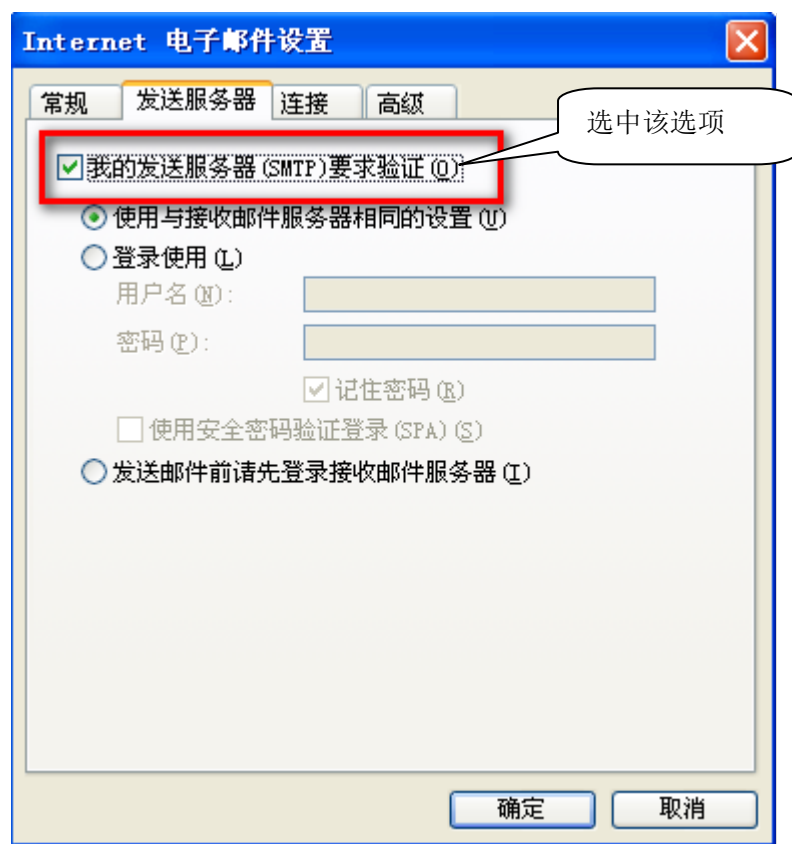 Internet 电子邮件设置
常规 发送服务器 连接 高级
选中该选项
我的发送服务器(SMTP)要求验证(O)
使用与接收邮件服务器相同的设置(U)
登录使用(L)
用户名(N):
密码(P):
记住密码(R)
使用安全密码验证登录(SPA)(S)
发送邮件前请先登录接收邮件服务器(I)
确定 取消